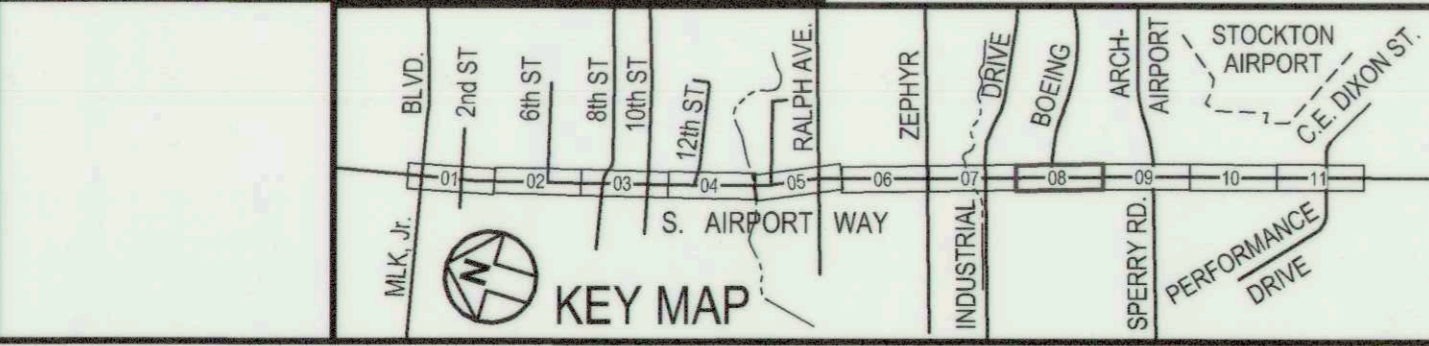 BLVD.
MLK, Jr.
2nd ST
6th ST
8th ST
10th ST
12th ST
RALPH AVE.
ZEPHYR
DRIVE
INDUSTRIAL
BOEING
ARCH-
AIRPORT
SPERRY RD.
STOCKTON
AIRPORT
C.E. DIXON ST.
PERFORMANCE
DRIVE
01
02
03
04
05
06
07
08
09
10
11
S. AIRPORT WAY
N
KEY MAP